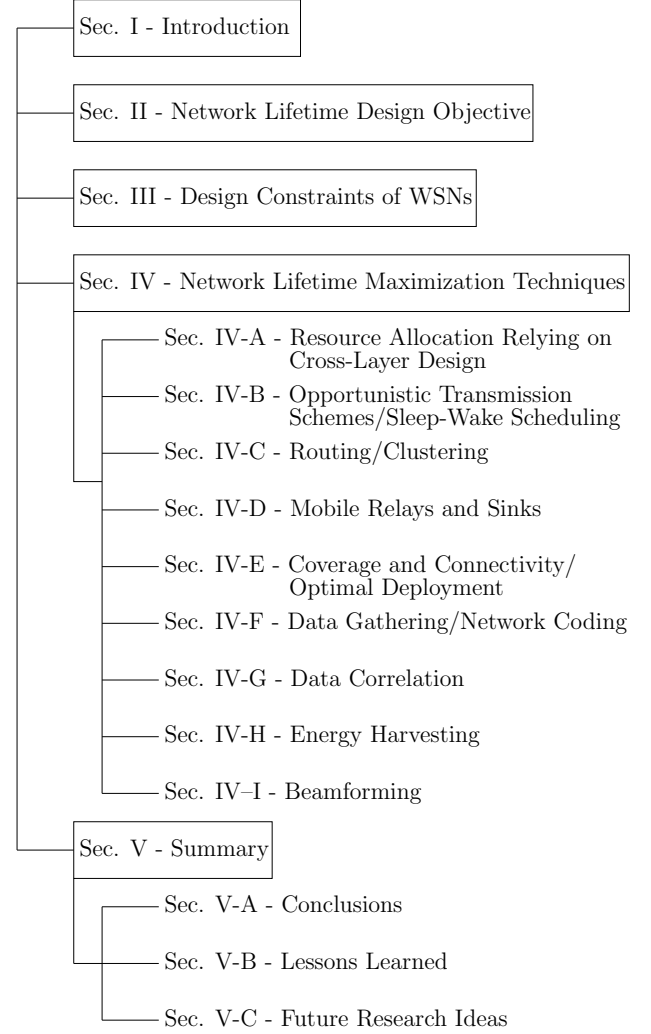 Sec. I - Introduction
Sec. II - Network Lifetime Design Objective
Sec. III - Design Constraints of WSNs
Sec. IV - Network Lifetime Maximization Techniques
Sec. IV-A - Resource Allocation Relying on
Cross-Layer Design
Sec. IV-B - Opportunistic Transmission
Schemes/Sleep-Wake Scheduling
Sec. IV-C - Routing/Clustering
Sec. IV-D - Mobile Relays and Sinks
Sec. IV-E - Coverage and Connectivity/
Optimal Deployment
Sec. IV-F - Data Gathering/Network Coding
Sec. IV-G - Data Correlation
Sec. IV-H - Energy Harvesting
Sec. IV–I - Beamforming
Sec. V - Summary
Sec. V-A - Conclusions
Sec. V-B - Lessons Learned
Sec. V-C - Future Research Ideas